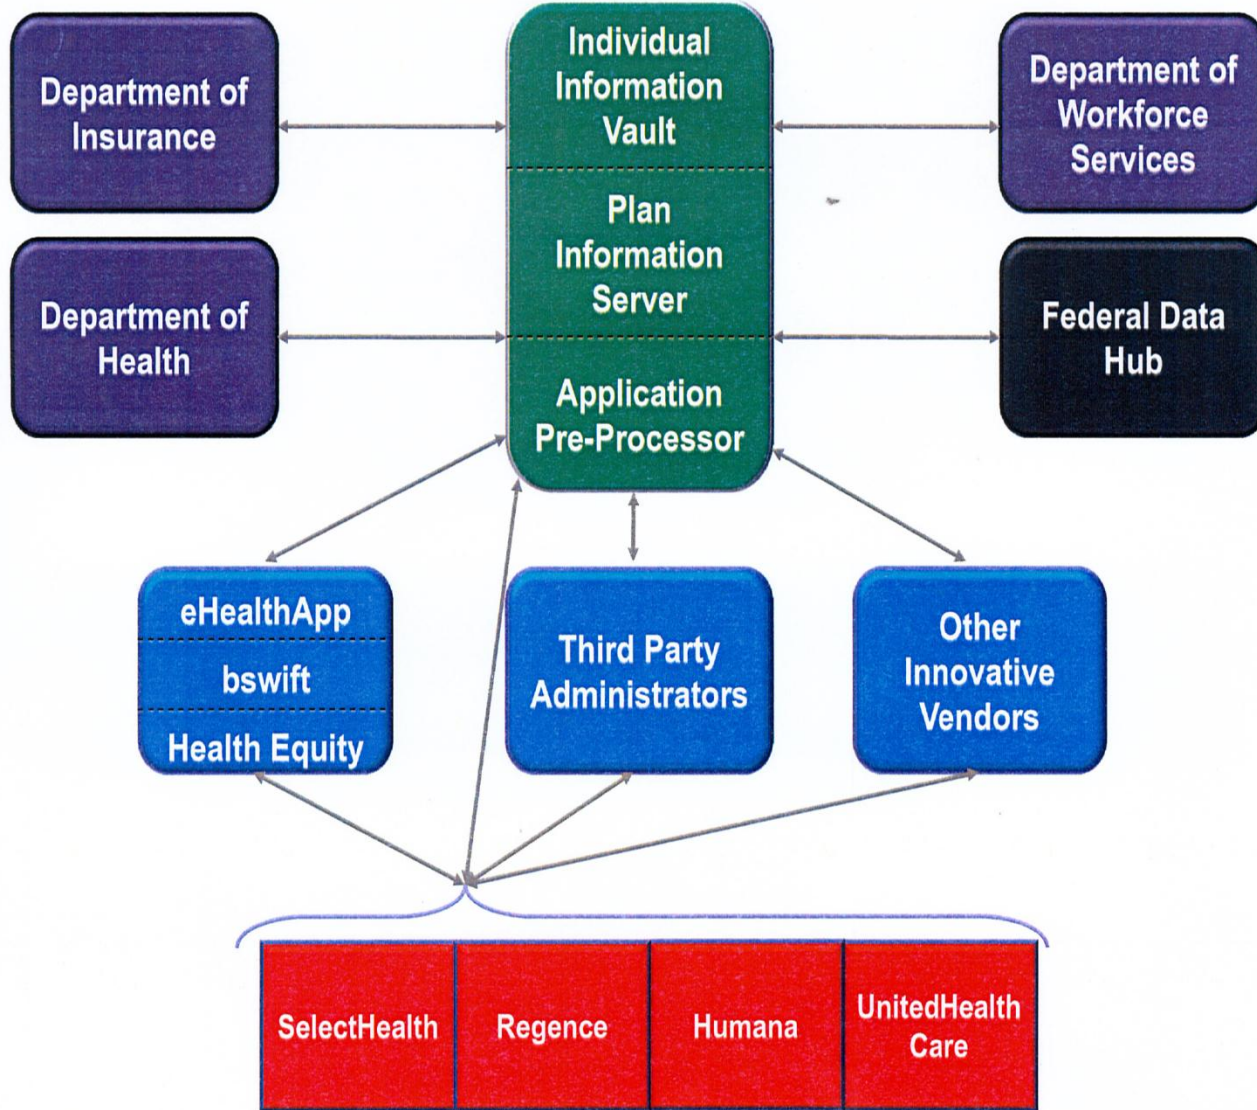 Department of
Insurance
Individual
Information
Vault
Department of
Workforce
Services
Department of
Health
Plan
Information
Server
Federal Data
Hub
Application
Pre-Processor
eHealthApp
bswift
Health Equity
Third Party
Administrators
Other
Innovative
Vendors
SelectHealth
Regence
Humana
UnitedHealth
Care